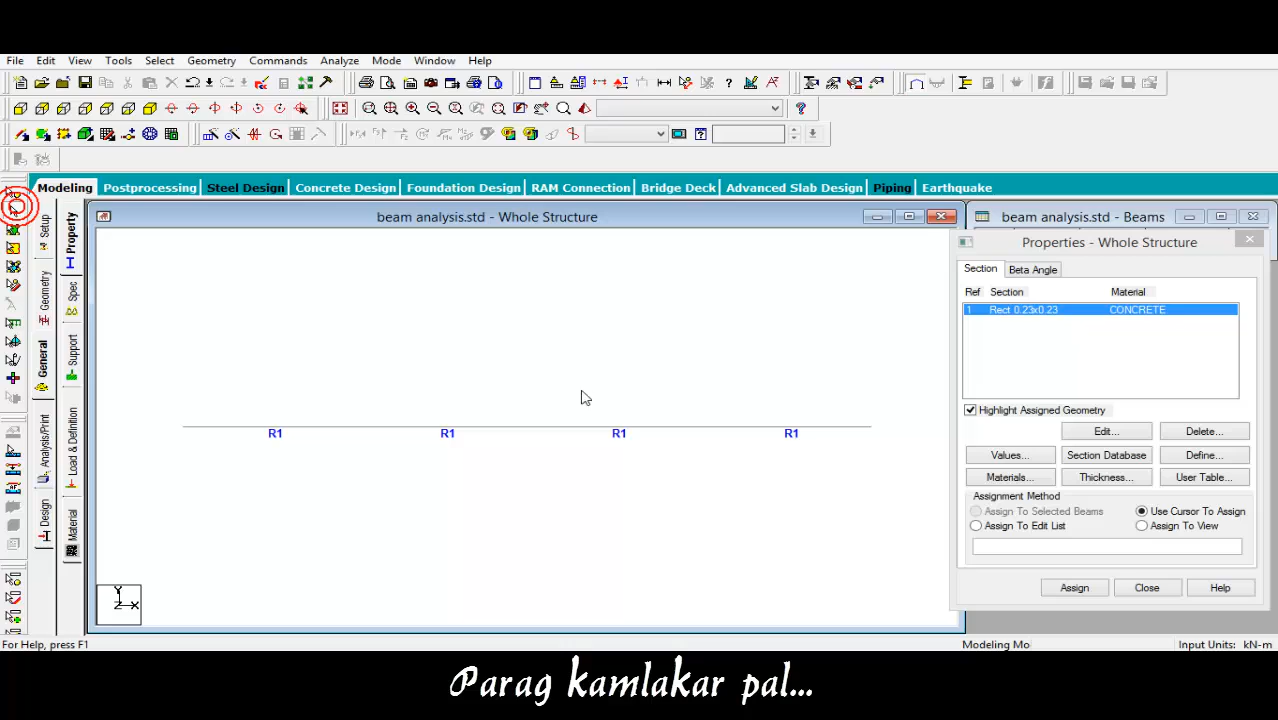 File Edit View Tools Select Geometry Commands Analyze Mode Window Help
Modeling Postprocessing Steel Design Concrete Design Foundation Design RAM Connection Bridge Deck Advanced Slab Design Piping Earthquake
Setup
Geometry
General
Analysis/Print
Design
Property
Spec
Support
Load & Definition
Material
beam analysis.std - Whole Structure
R1 R1 R1 R1
Y
Z X
beam analysis.std - Beams
Properties - Whole Structure
Section Beta Angle
Ref Section Material
1 Rect 0.23x0.23 CONCRETE
Highlight Assigned Geometry
Edit... Delete...
Values... Section Database Define...
Materials... Thickness... User Table...
Assignment Method
Assign To Selected Beams Use Cursor To Assign
Assign To Edit List Assign To View
Assign Close Help
For Help, press F1 Modeling Mo Input Units: kN-m
Parag kamlakar pal...